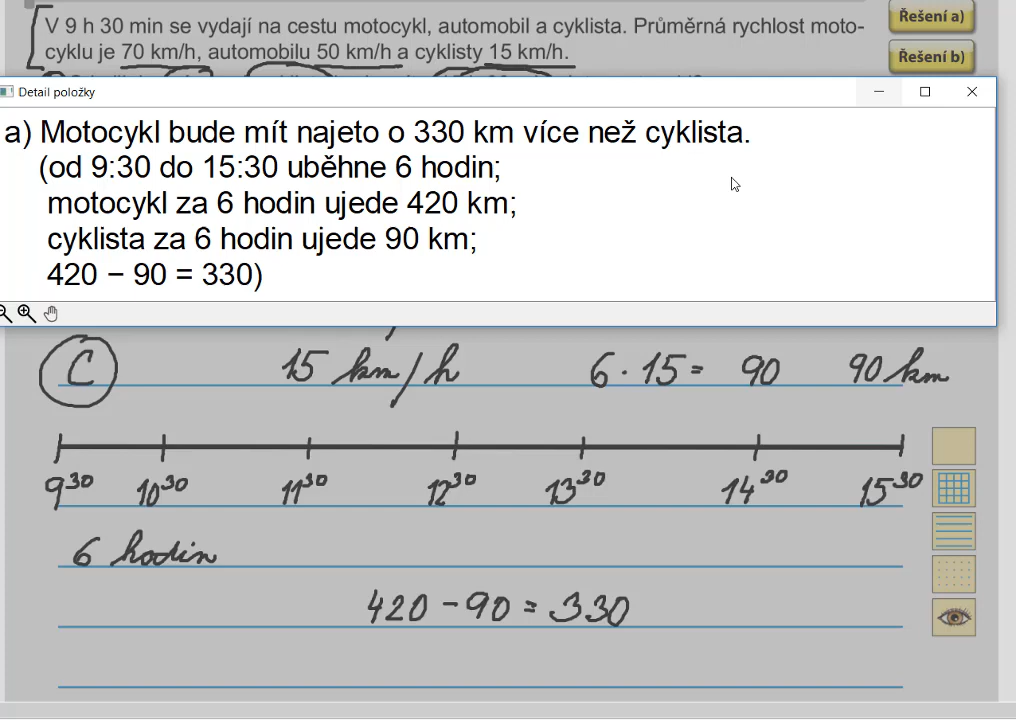 V 9 h 30 min se vydají na cestu motocykl, automobil a cyklista. Průměrná rychlost moto-
cyklu je 70 km/h, automobilu 50 km/h a cyklisty 15 km/h.
Řešení a)
Řešení b)
Detail položky
a) Motocykl bude mít najeto o 330 km více než cyklista.
(od 9:30 do 15:30 uběhne 6 hodin;
motocykl za 6 hodin ujede 420 km;
cyklista za 6 hodin ujede 90 km;
420 − 90 = 330)
C 15 km/h 6 · 15 = 90 90 km
9³⁰ 10³⁰ 11³⁰ 12³⁰ 13³⁰ 14³⁰ 15³⁰
6 hodin
420 - 90 = 330